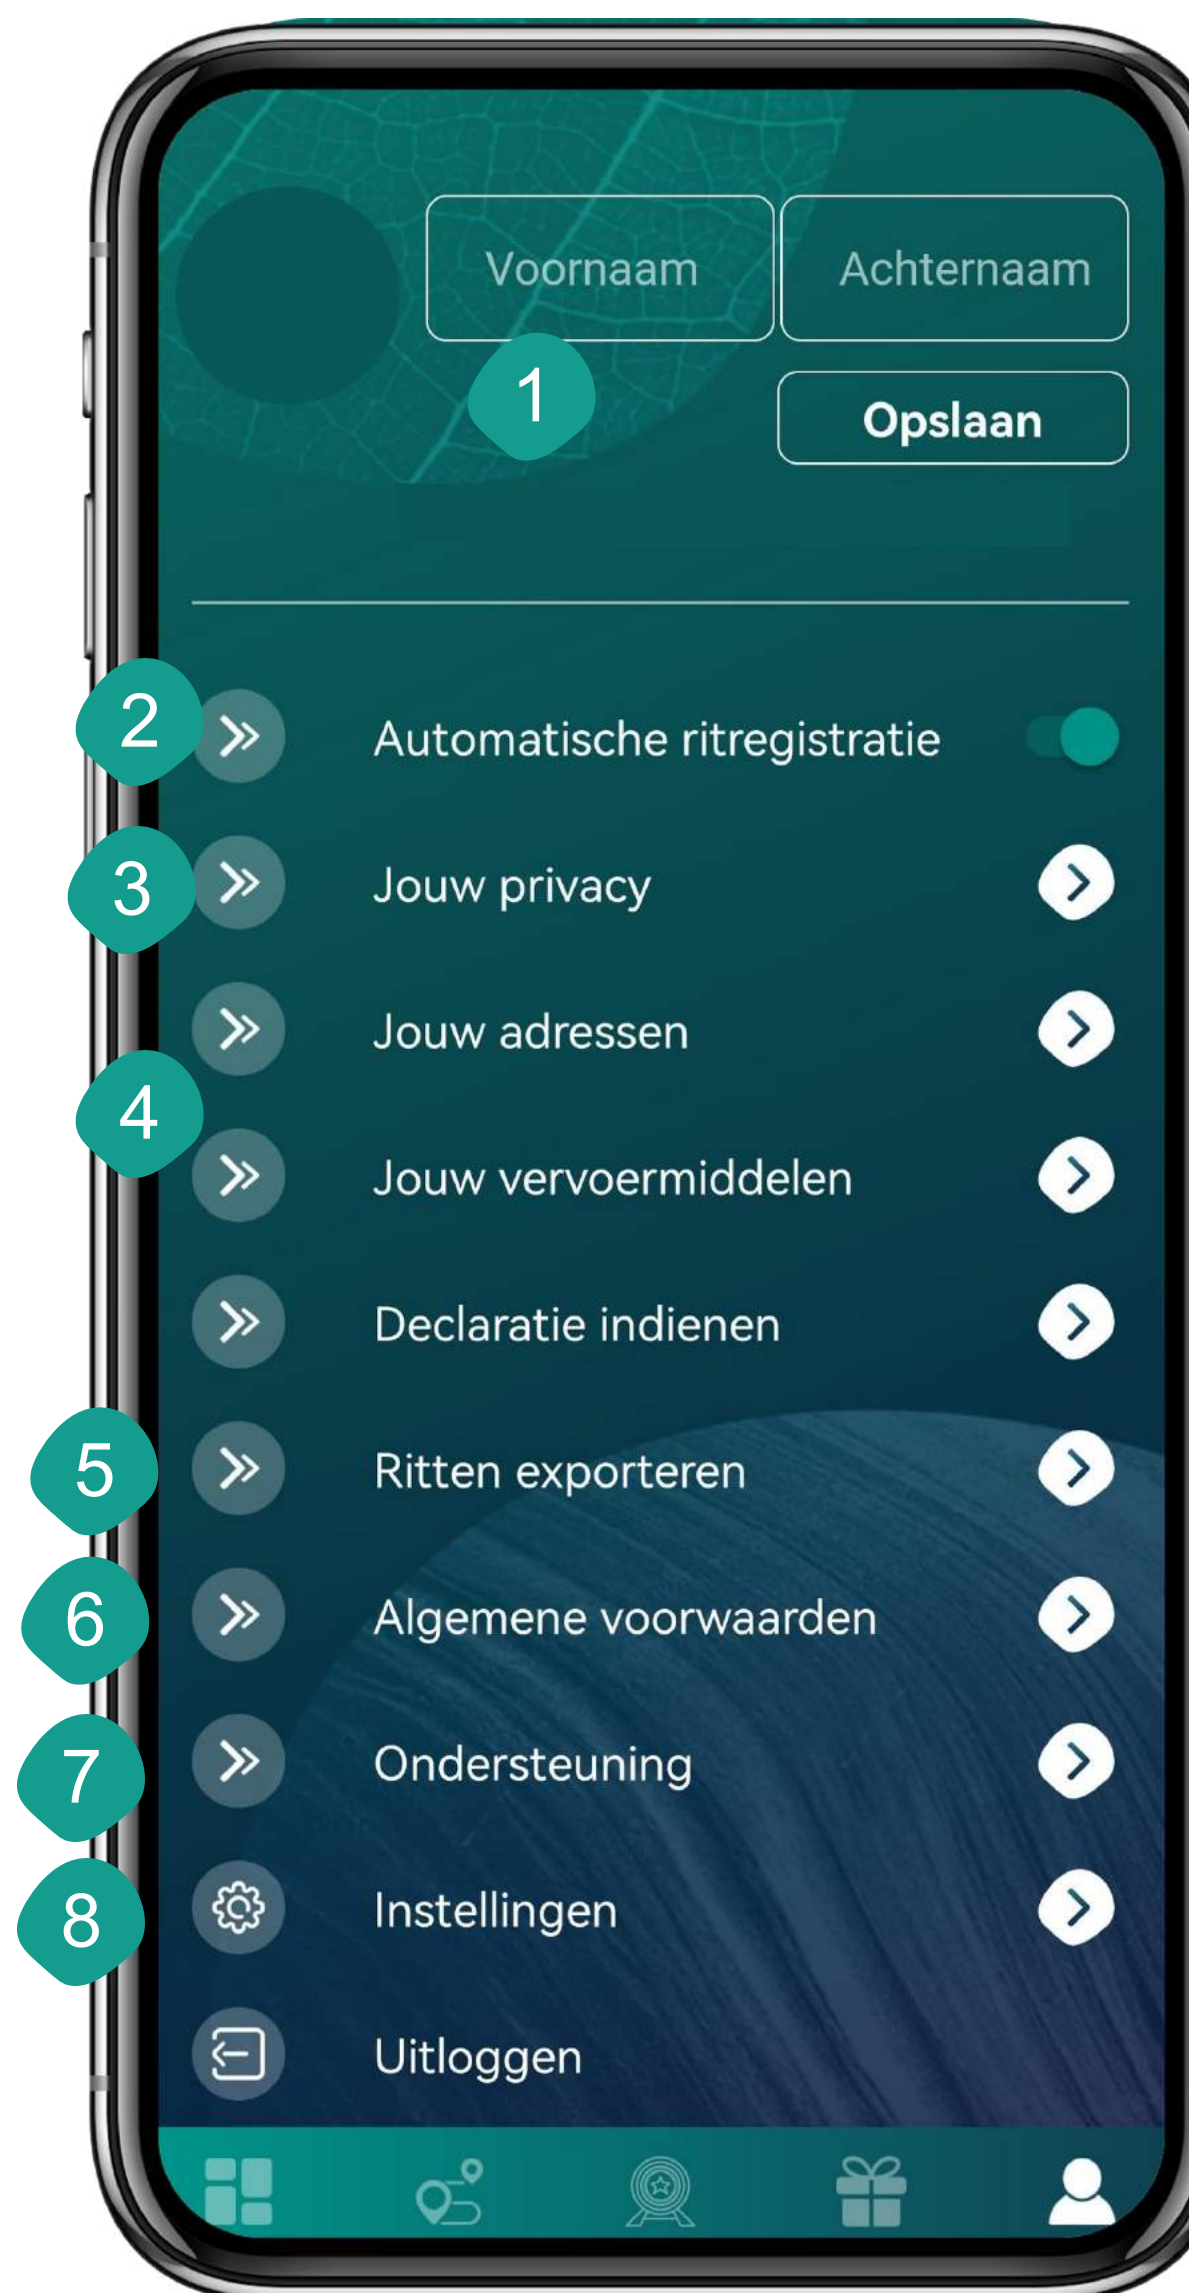 Voornaam Achternaam
1
Opslaan
2 Automatische ritregistratie
3 Jouw privacy
Jouw adressen
4
Jouw vervoermiddelen
Declaratie indienen
5 Ritten exporteren
6 Algemene voorwaarden
7 Ondersteuning
8 Instellingen
Uitloggen